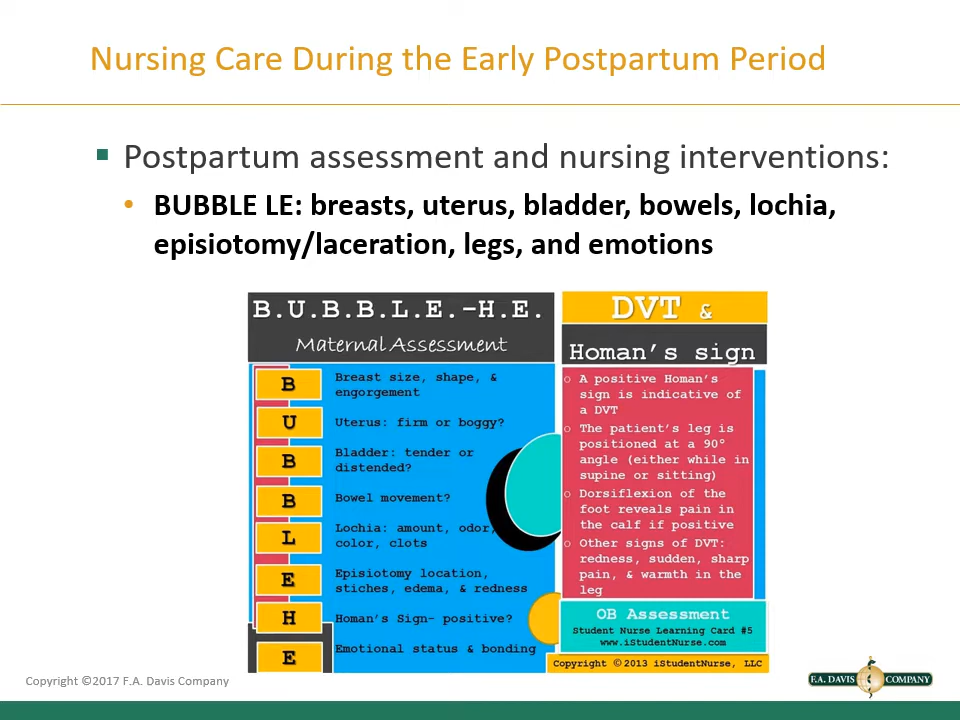 Nursing Care During the Early Postpartum Period
Postpartum assessment and nursing interventions:
BUBBLE LE: breasts, uterus, bladder, bowels, lochia,
episiotomy/laceration, legs, and emotions
B.U.B.B.L.E.-H.E.
Maternal Assessment
B
Breast size, shape, &
engorgement
U
Uterus: firm or boggy?
B
Bladder: tender or
distended?
B
Bowel movement?
L
Lochia: amount, odor,
color, clots
E
Episiotomy location,
stiches, edema, & redness
H
Homan's Sign- positive?
E
Emotional status & bonding
DVT &
Homan's sign
A positive Homan's
sign is indicative of
a DVT
The patient's leg is
positioned at a 90°
angle (either while in
supine or sitting)
Dorsiflexion of the
foot reveals pain in
the calf if positive
Other signs of DVT:
redness, sudden, sharp
pain, & warmth in the
leg
OB Assessment
Student Nurse Learning Card #5
www.iStudentNurse.com
Copyright ©2013 iStudentNurse, LLC
Copyright ©2017 F.A. Davis Company
F.A. DAVIS COMPANY